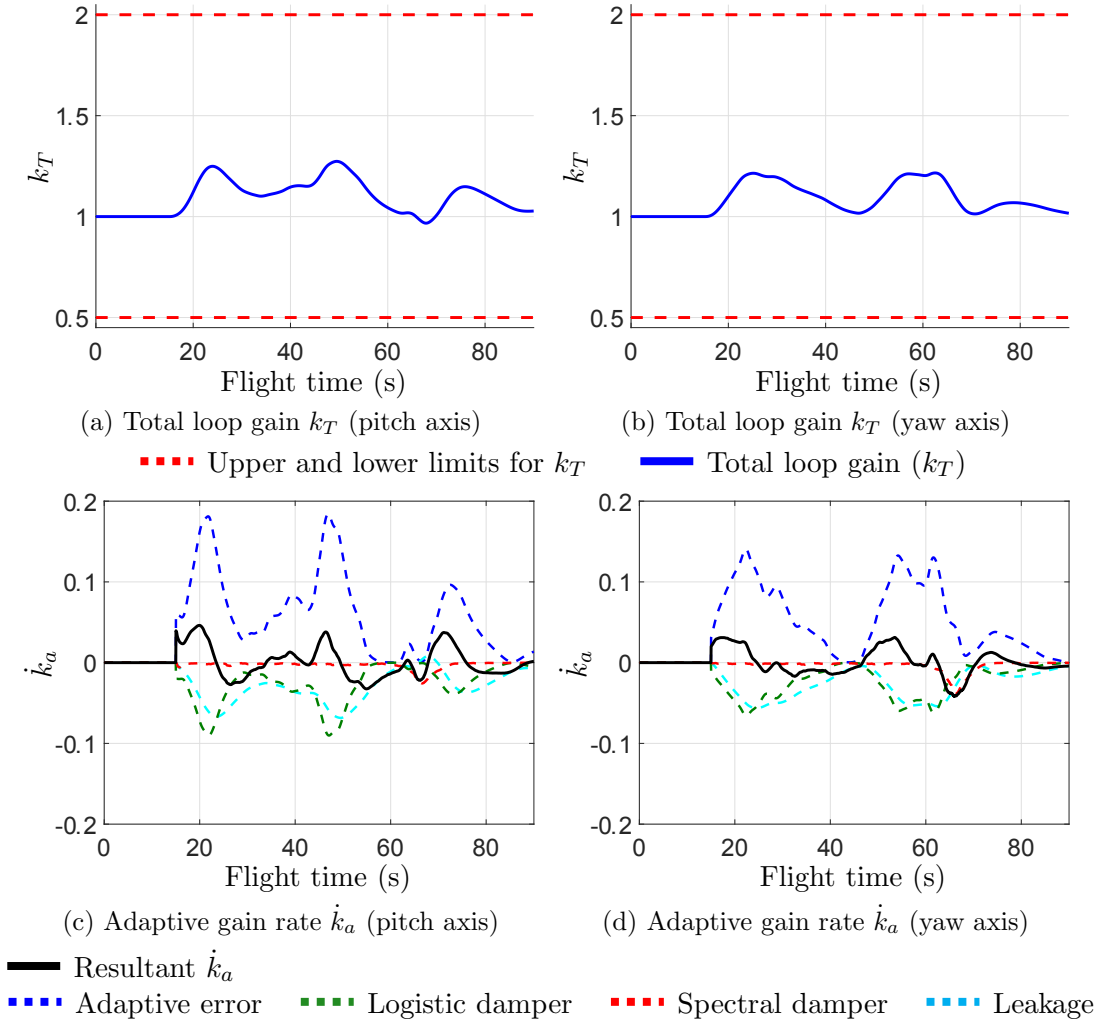 2
1.5
1
0.5
k_T
0 20 40 60 80
Flight time (s)
(a) Total loop gain k_T (pitch axis)
2
1.5
1
0.5
k_T
0 20 40 60 80
Flight time (s)
(b) Total loop gain k_T (yaw axis)
Upper and lower limits for k_T Total loop gain (k_T)
0.2
0.1
0
-0.1
-0.2
k̇_a
0 20 40 60 80
Flight time (s)
(c) Adaptive gain rate k̇_a (pitch axis)
0.2
0.1
0
-0.1
-0.2
k̇_a
0 20 40 60 80
Flight time (s)
(d) Adaptive gain rate k̇_a (yaw axis)
Resultant k̇_a
Adaptive error Logistic damper Spectral damper Leakage